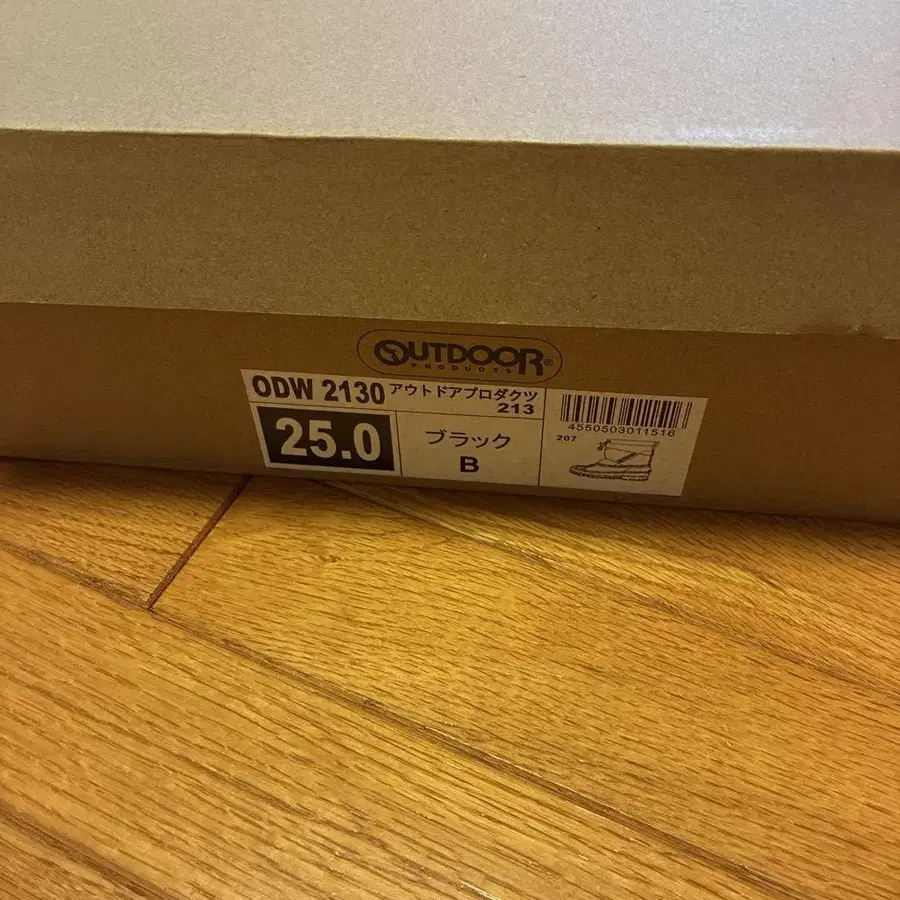 OUTDOOR®
PRODUCTS
ODW 2130 アウトドアプロダクツ
213
25.0
ブラック
B
4550503011516
207